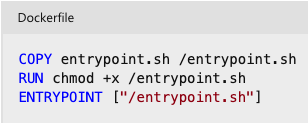 Dockerfile
COPY entrypoint.sh /entrypoint.sh
RUN chmod +x /entrypoint.sh
ENTRYPOINT ["/entrypoint.sh"]